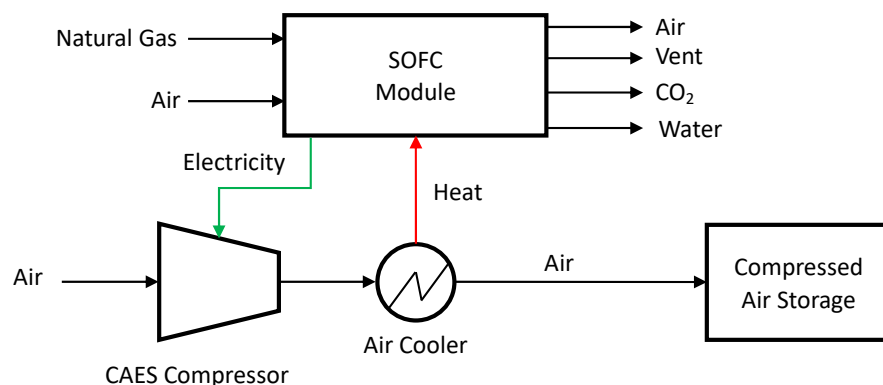 Natural Gas
Air
SOFC
Module
Air
Vent
CO₂
Water
Electricity
Heat
Air
Air
Compressed
Air Storage
Air Cooler
CAES Compressor